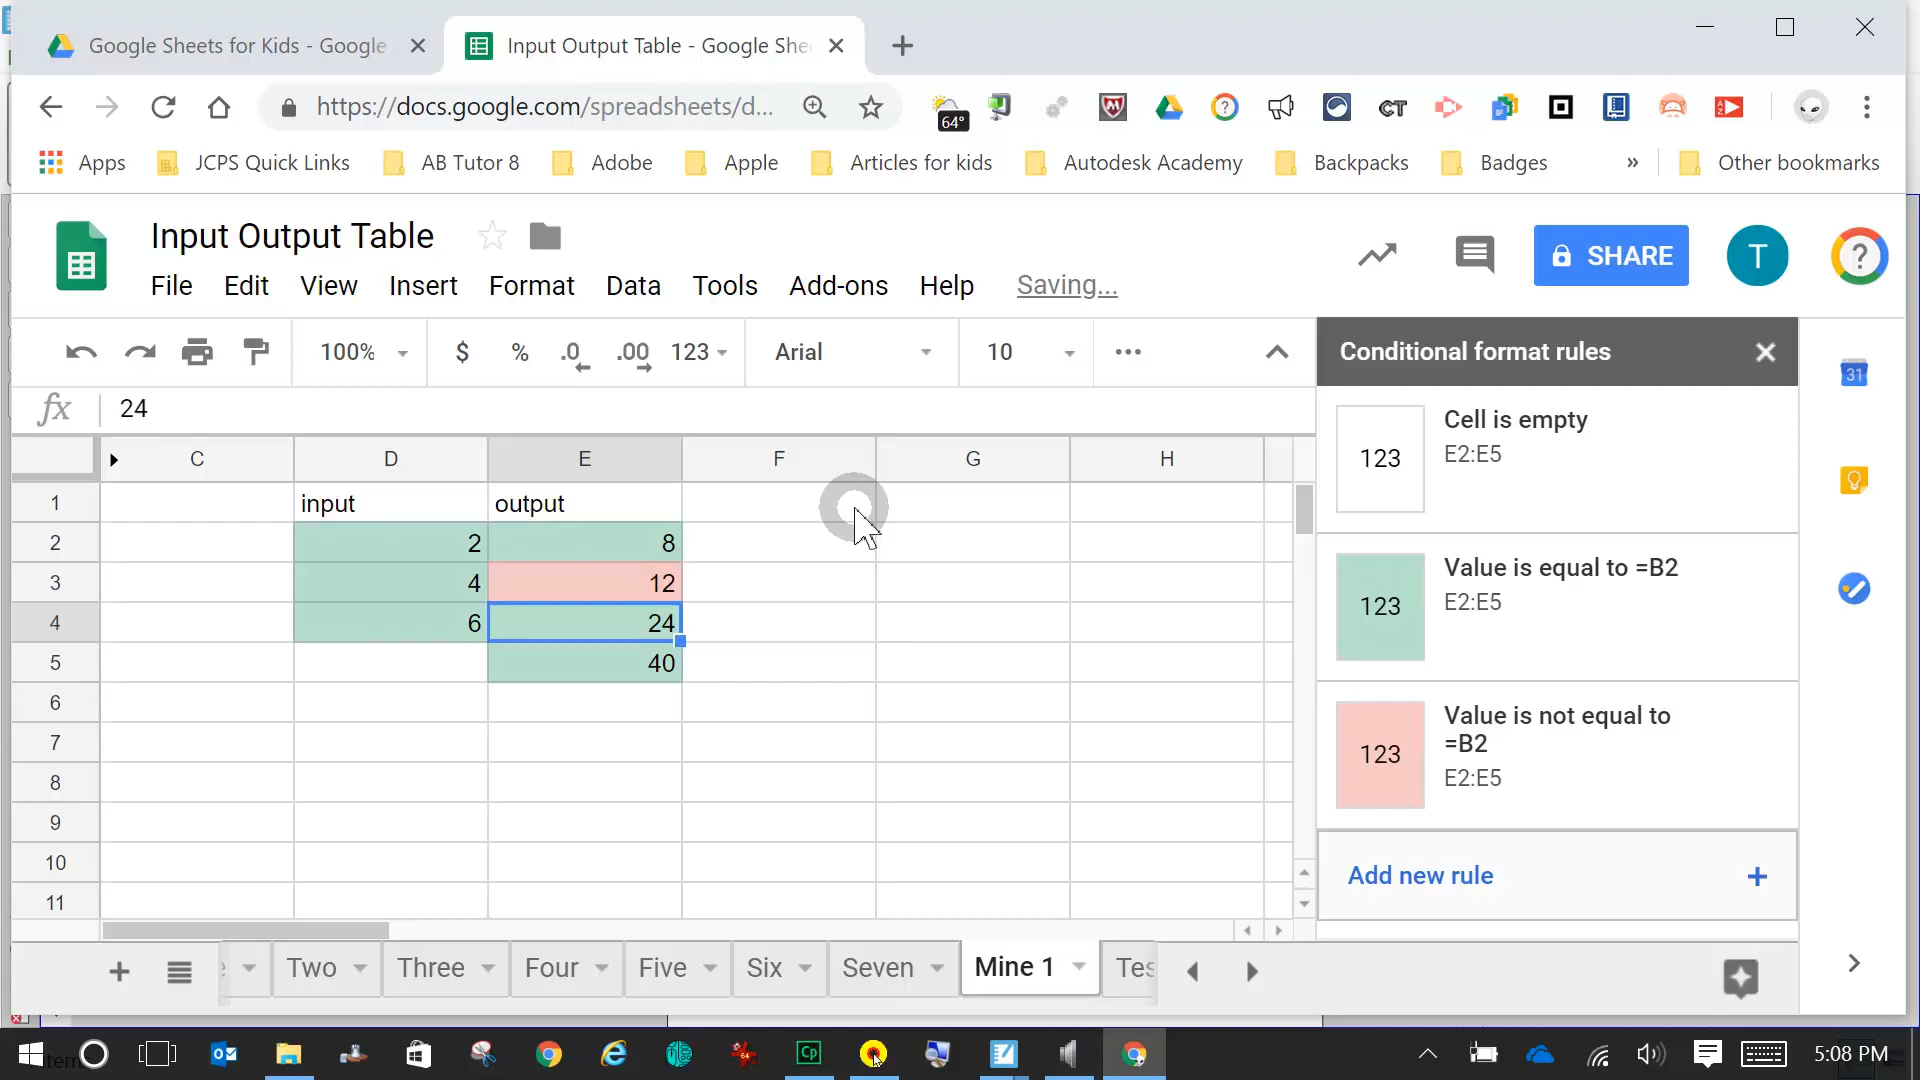 Google Sheets for Kids - Google
Input Output Table - Google She
https://docs.google.com/spreadsheets/d...
64°
CT
Apps
JCPS Quick Links
AB Tutor 8
Adobe
Apple
Articles for kids
Autodesk Academy
Backpacks
Badges
»
Other bookmarks
Input Output Table
SHARE
T
?
File Edit View Insert Format Data Tools Add-ons Help Saving...
100% $ % .0 .00 123 Arial 10
Conditional format rules
31
fx 24
C D E F G H
1 input output
2 2 8
3 4 12
4 6 24
5 40
6
7
8
9
10
11
123 Cell is empty
E2:E5
123 Value is equal to =B2
E2:E5
123 Value is not equal to
=B2
E2:E5
Add new rule +
+ Two Three Four Five Six Seven Mine 1 Tes
Cp
64
5:08 PM